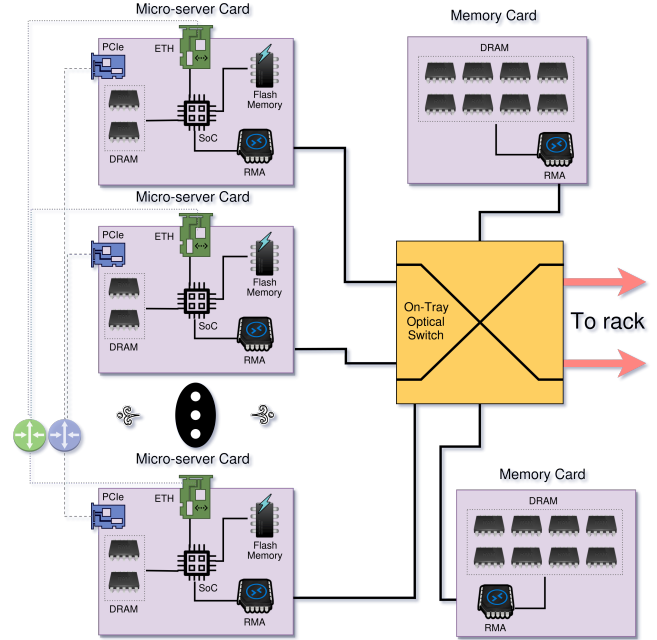 Micro-server Card
PCIe
ETH
Flash
Memory
SoC
DRAM
RMA
Memory Card
DRAM
RMA
Micro-server Card
PCIe
ETH
Flash
Memory
SoC
DRAM
RMA
On-Tray
Optical
Switch
To rack
Micro-server Card
PCIe
ETH
Flash
Memory
SoC
DRAM
RMA
Memory Card
DRAM
RMA